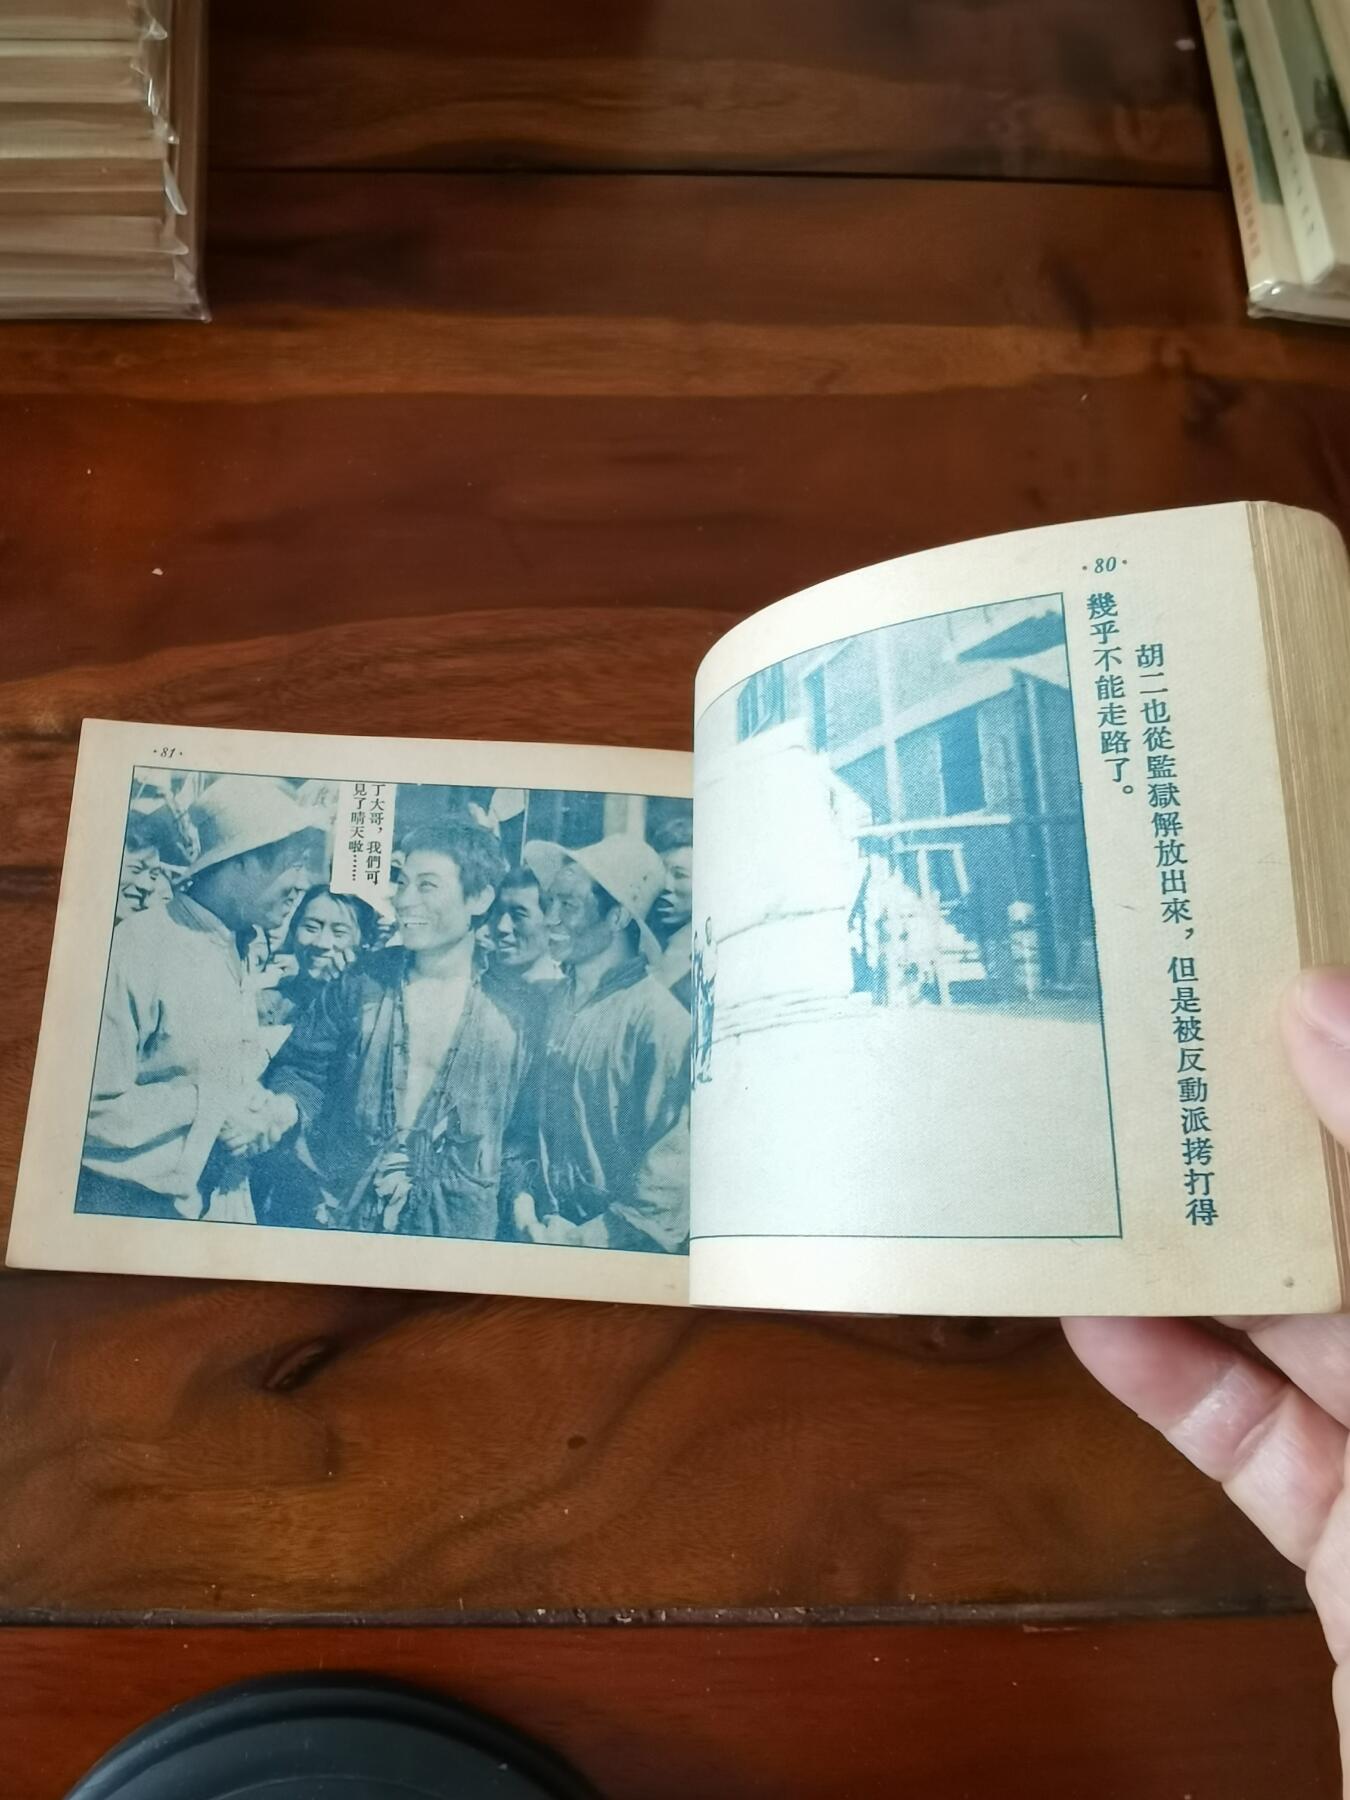 ·80·
胡二也從監獄解放出來，但是被反動派拷打得
幾乎不能走路了。
·81·
丁大哥，我們可
見了晴天啦……